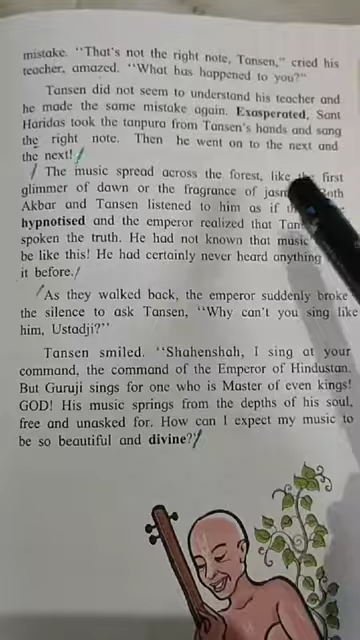 mistake. "That's not the right note, Tansen," cried his
teacher, amazed. "What has happened to you?"
Tansen did not seem to understand his teacher and
he made the same mistake again. Exasperated, Sant
Haridas took the tanpura from Tansen's hands and sang
the right note. Then he went on to the next and
the next!
The music spread across the forest, like the first
glimmer of dawn or the fragrance of
Akbar and Tansen listened to him as if
hypnotised and the emperor realized that
spoken the truth. He had not known that music
be like this! He had certainly never heard anything
it before.
As they walked back, the emperor suddenly broke
the silence to ask Tansen, "Why can't you sing like
him, Ustadji?"
Tansen smiled. "Shahenshah, I sing at your
command, the command of the Emperor of Hindustan.
But Guruji sings for one who is Master of even kings!
GOD! His music springs from the depths of his soul,
free and unasked for. How can I expect my music to
be so beautiful and divine?"